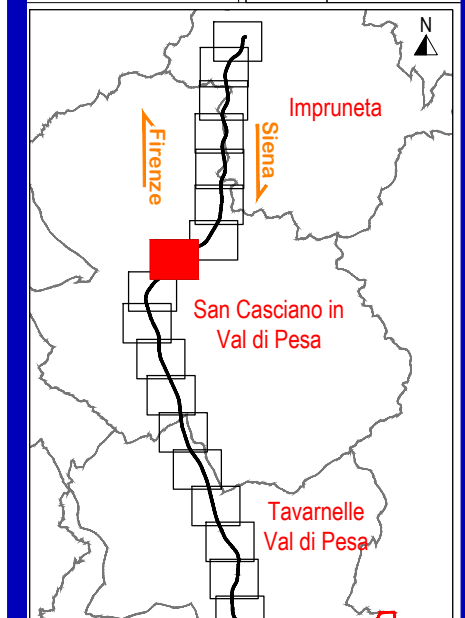 N
Impruneta
Firenze
Siena
San Casciano in
Val di Pesa
Tavarnelle
Val di Pesa